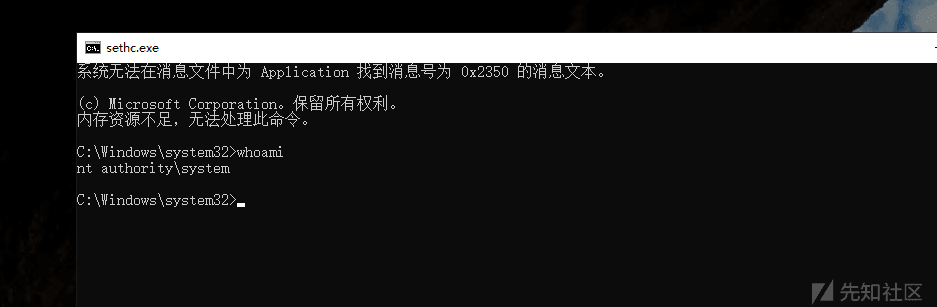 sethc.exe
系统无法在消息文件中为 Application 找到消息号为 0x2350 的消息文本。
(c) Microsoft Corporation。保留所有权利。
内存资源不足，无法处理此命令。
C:\Windows\system32>whoami
nt authority\system
C:\Windows\system32>
先知社区